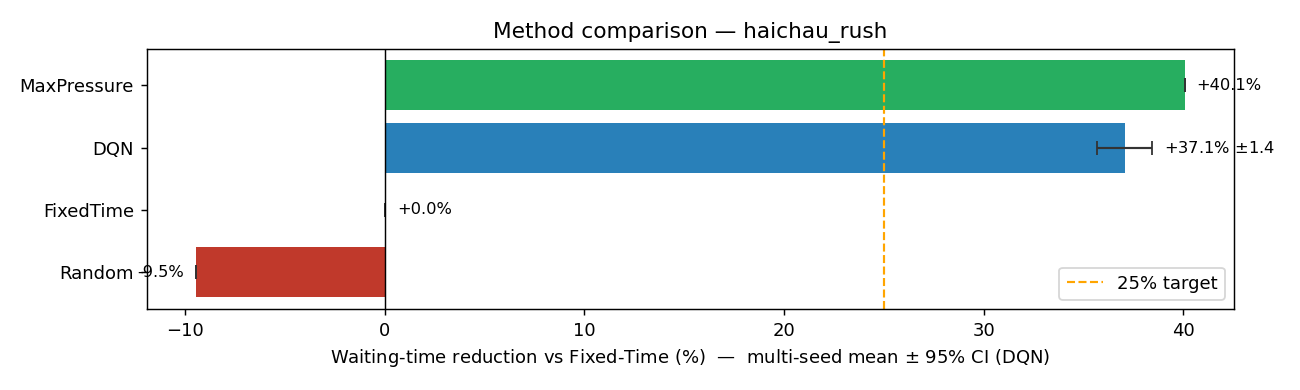 Method comparison — haichau_rush
MaxPressure
+40.1%
DQN
+37.1% ±1.4
FixedTime
+0.0%
Random
-9.5%
25% target
−10 0 10 20 30 40
Waiting-time reduction vs Fixed-Time (%) — multi-seed mean ± 95% CI (DQN)